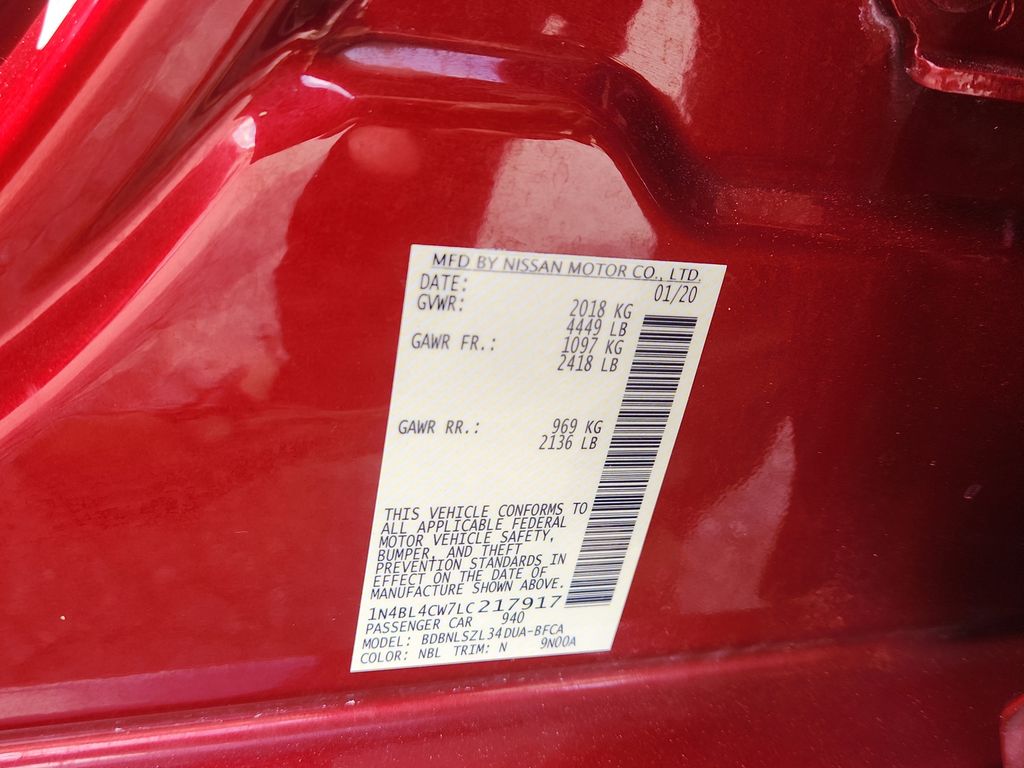 MFD BY NISSAN MOTOR CO., LTD.
DATE: 01/20
GVWR: 2018 KG
4449 LB
GAWR FR.: 1097 KG
2418 LB
GAWR RR.: 969 KG
2136 LB
THIS VEHICLE CONFORMS TO
ALL APPLICABLE FEDERAL
MOTOR VEHICLE SAFETY,
BUMPER, AND THEFT
PREVENTION STANDARDS IN
EFFECT ON THE DATE OF
MANUFACTURE SHOWN ABOVE.
1N4BL4CW7LC217917
PASSENGER CAR 940
MODEL: BDBNLSZL34DUA-BFCA
COLOR: NBL TRIM: N 9N00A